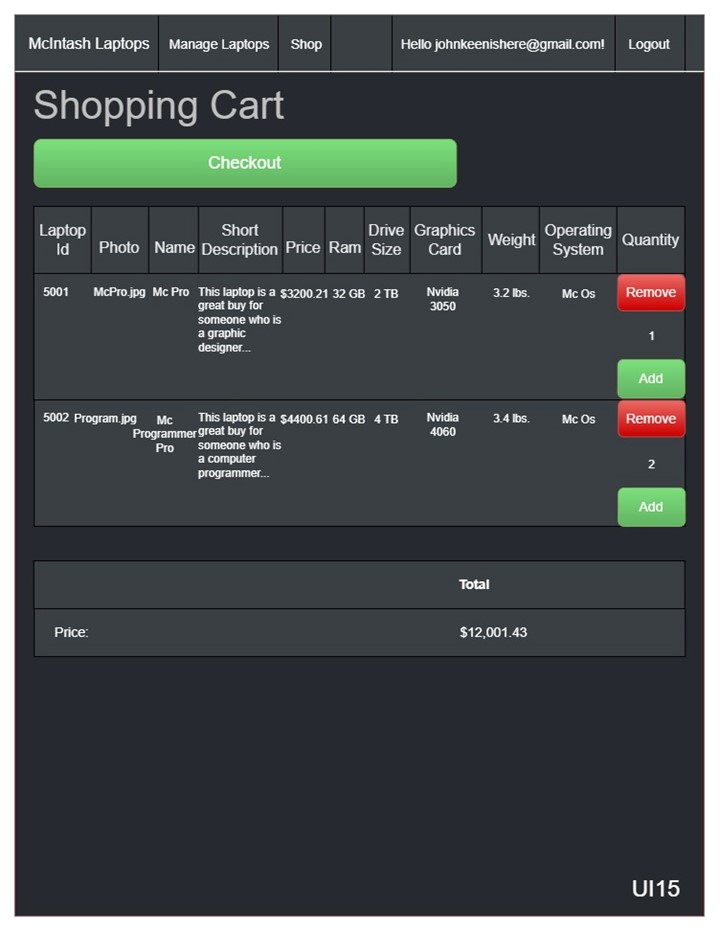 McIntash Laptops Manage Laptops Shop Hello johnkeenishere@gmail.com! Logout
Shopping Cart
Checkout
Laptop Id Photo Name Short Description Price Ram Drive Size Graphics Card Weight Operating System Quantity
5001 McPro.jpg Mc Pro This laptop is a $3200.21 32 GB 2 TB Nvidia 3.2 lbs. Mc Os Remove
great buy for 3050
someone who is
a graphic 1
designer...
Add
5002 Program.jpg Mc This laptop is a $4400.61 64 GB 4 TB Nvidia 3.4 lbs. Mc Os Remove
Programmer great buy for 4060
Pro someone who is
a computer 2
programmer...
Add
Total
Price: $12,001.43
UI15